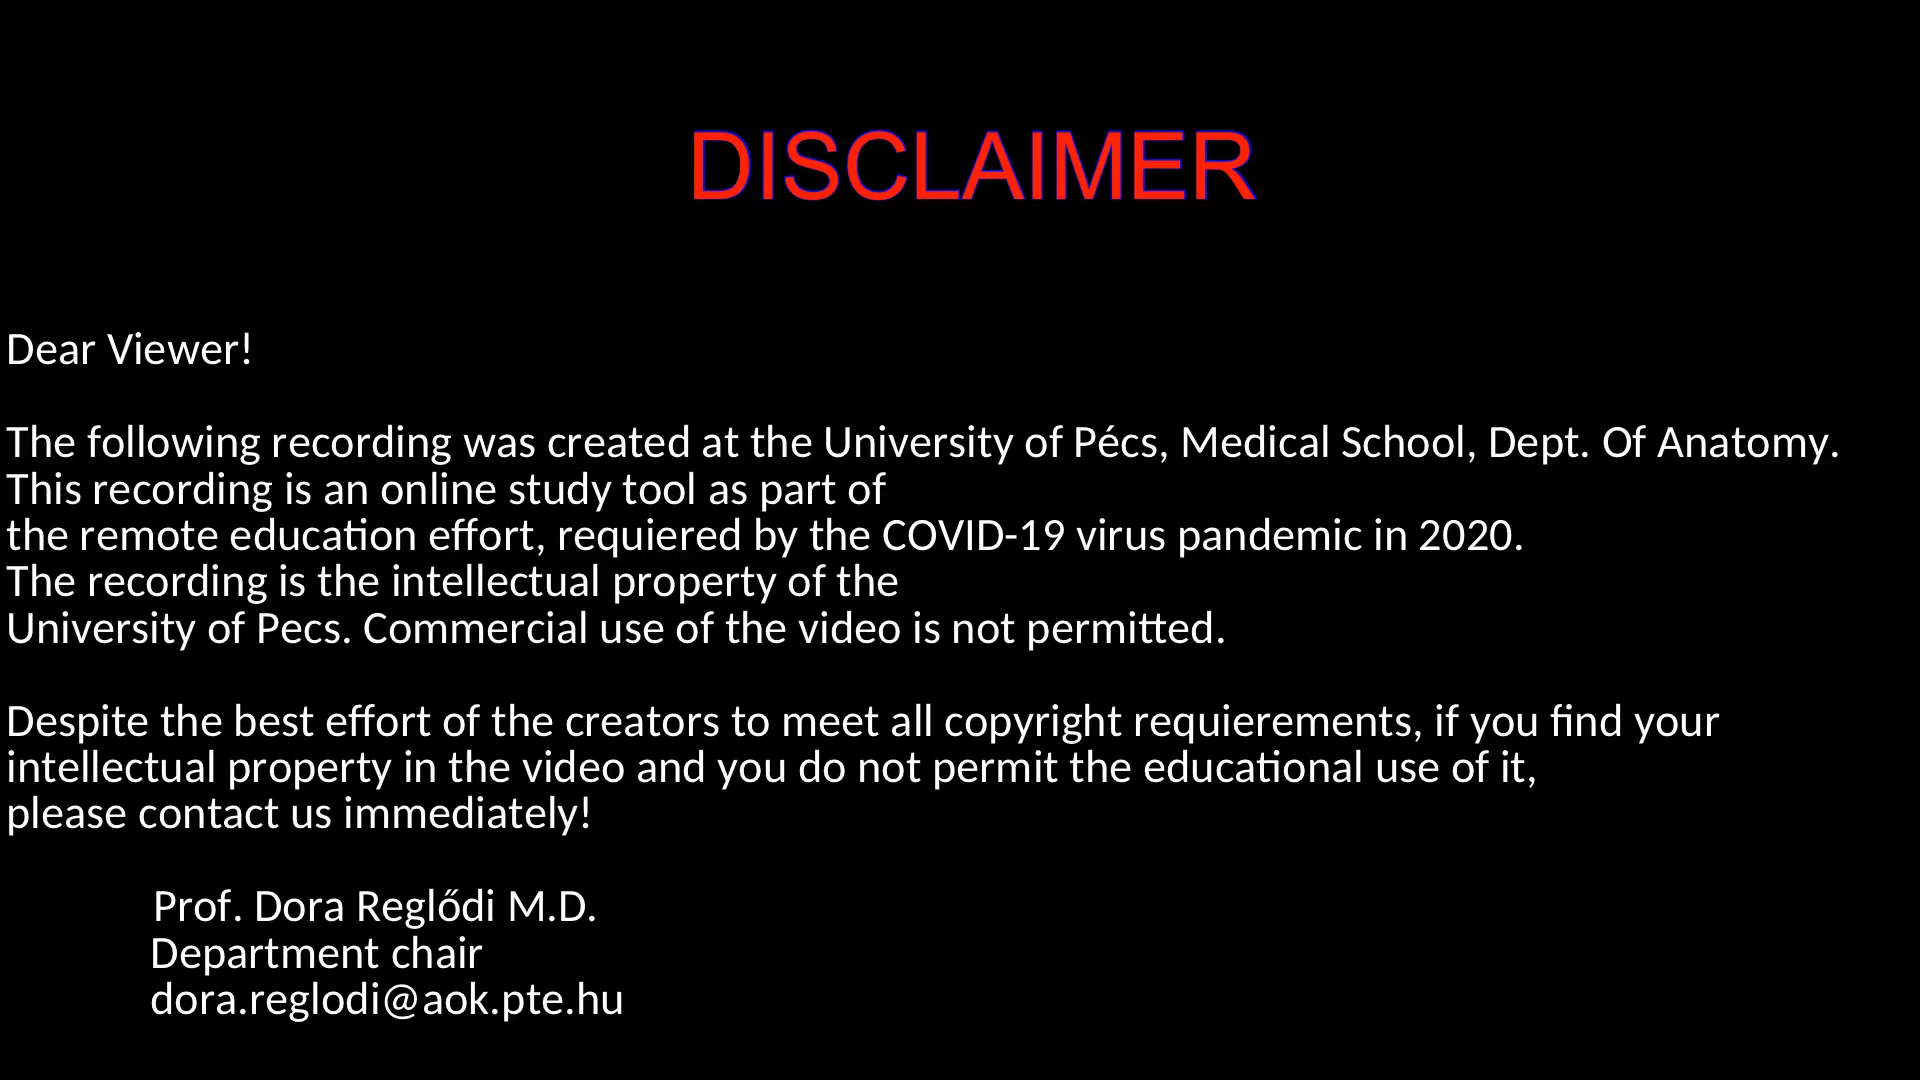 DISCLAIMER
Dear Viewer!
The following recording was created at the University of Pécs, Medical School, Dept. Of Anatomy.
This recording is an online study tool as part of
the remote education effort, requiered by the COVID-19 virus pandemic in 2020.
The recording is the intellectual property of the
University of Pecs. Commercial use of the video is not permitted.
Despite the best effort of the creators to meet all copyright requierements, if you find your
intellectual property in the video and you do not permit the educational use of it,
please contact us immediately!
Prof. Dora Reglődi M.D.
Department chair
dora.reglodi@aok.pte.hu